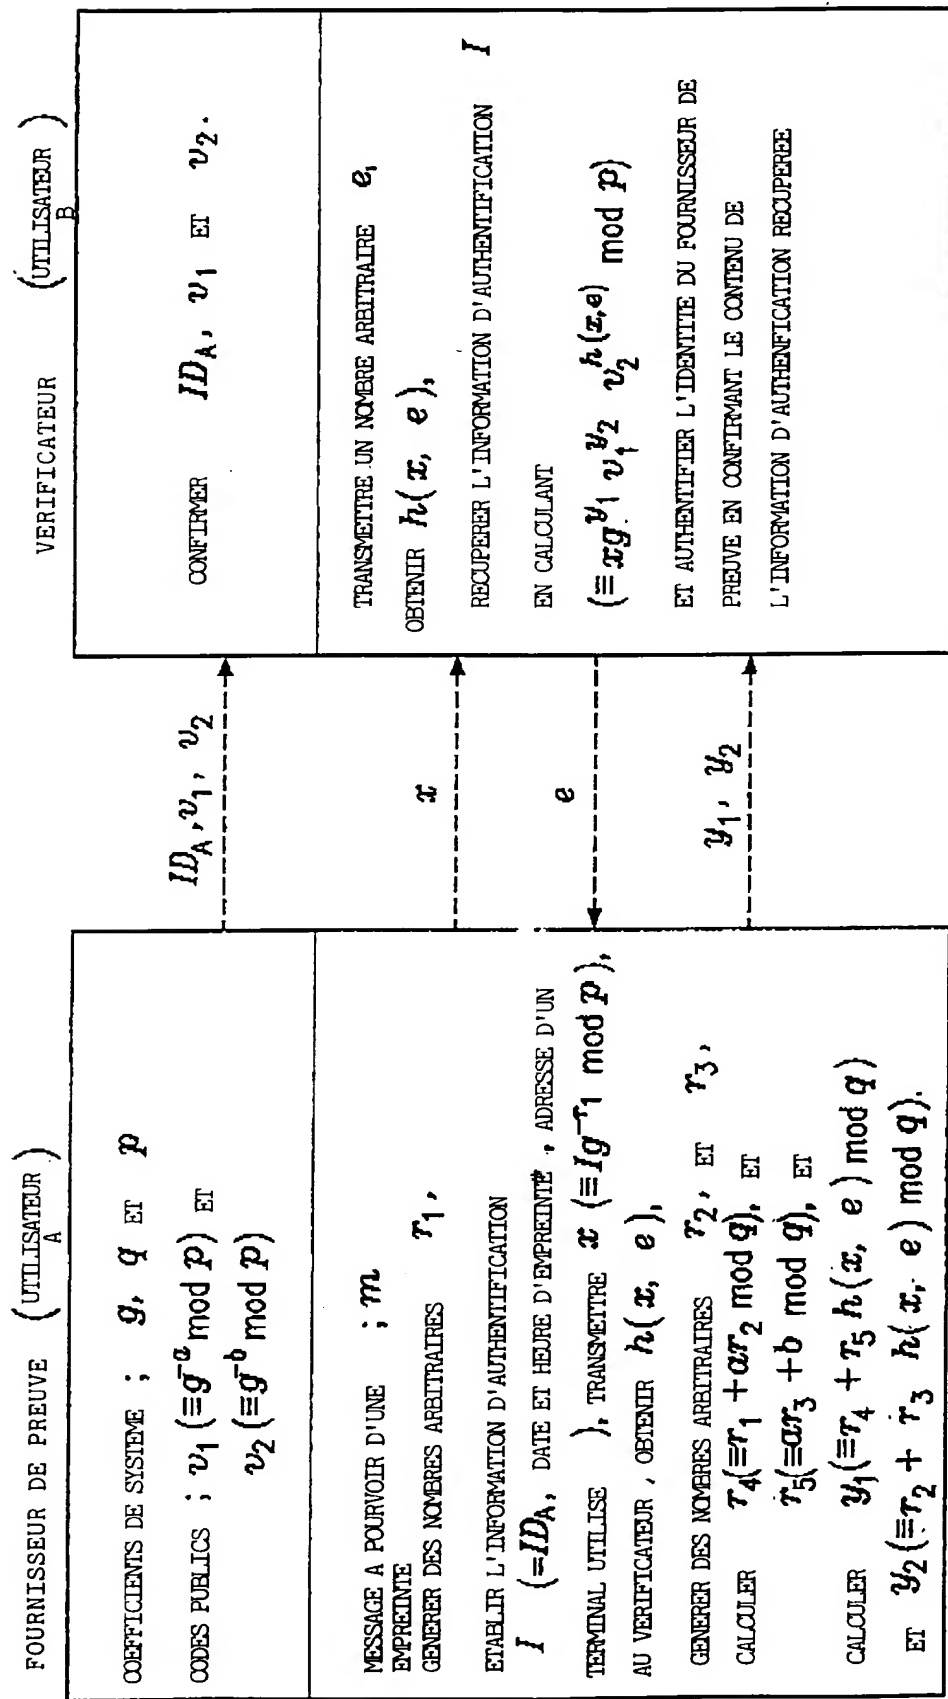 FOURNISSEUR DE PREUVE (UTILISATEUR A)
COEFFICIENTS DE SYSTEME ; g, q ET p
CODES PUBLICS ; v₁ (≡g⁻ᵃ mod p) ET
v₂ (≡g⁻ᵇ mod p)
MESSAGE A POURVOIR D'UNE ; m
EMPREINTE
GENERER DES NOMBRES ARBITRAIRES r₁,
ETABLIR L'INFORMATION D'AUTHENTIFICATION
I (=ID_A, DATE ET HEURE D'EMPREINTE, ADRESSE D'UN
TERMINAL UTILISE ), TRANSMETTRE x (≡Ig^{-r₁} mod p),
AU VERIFICATEUR, OBTENIR h(x, e),
GENERER DES NOMBRES ARBITRAIRES r₂, ET r₃,
CALCULER r₄(≡r₁ +ar₂ mod q), ET
r₅(≡ar₃ +b mod q), ET
CALCULER y₁(≡r₄ + r₅ h(x, e) mod q)
ET y₂(≡r₂ + r₃ h(x, e) mod q).
ID_A, v₁, v₂
x
e
y₁, y₂
VERIFICATEUR (UTILISATEUR B)
CONFIRMER ID_A, v₁ ET v₂.
TRANSMETTRE UN NOMBRE ARBITRAIRE e,
OBTENIR h(x, e),
RECUPERER L'INFORMATION D'AUTHENTIFICATION I
EN CALCULANT
(≡xg^{y₁} v₁^{y₂} v₂^{h(x,e)} mod p)
ET AUTHENTIFIER L'IDENTITE DU FOURNISSEUR DE
PREUVE EN CONFIRMANT LE CONTENU DE
L'INFORMATION D'AUTHENFICATION RECUPEREE